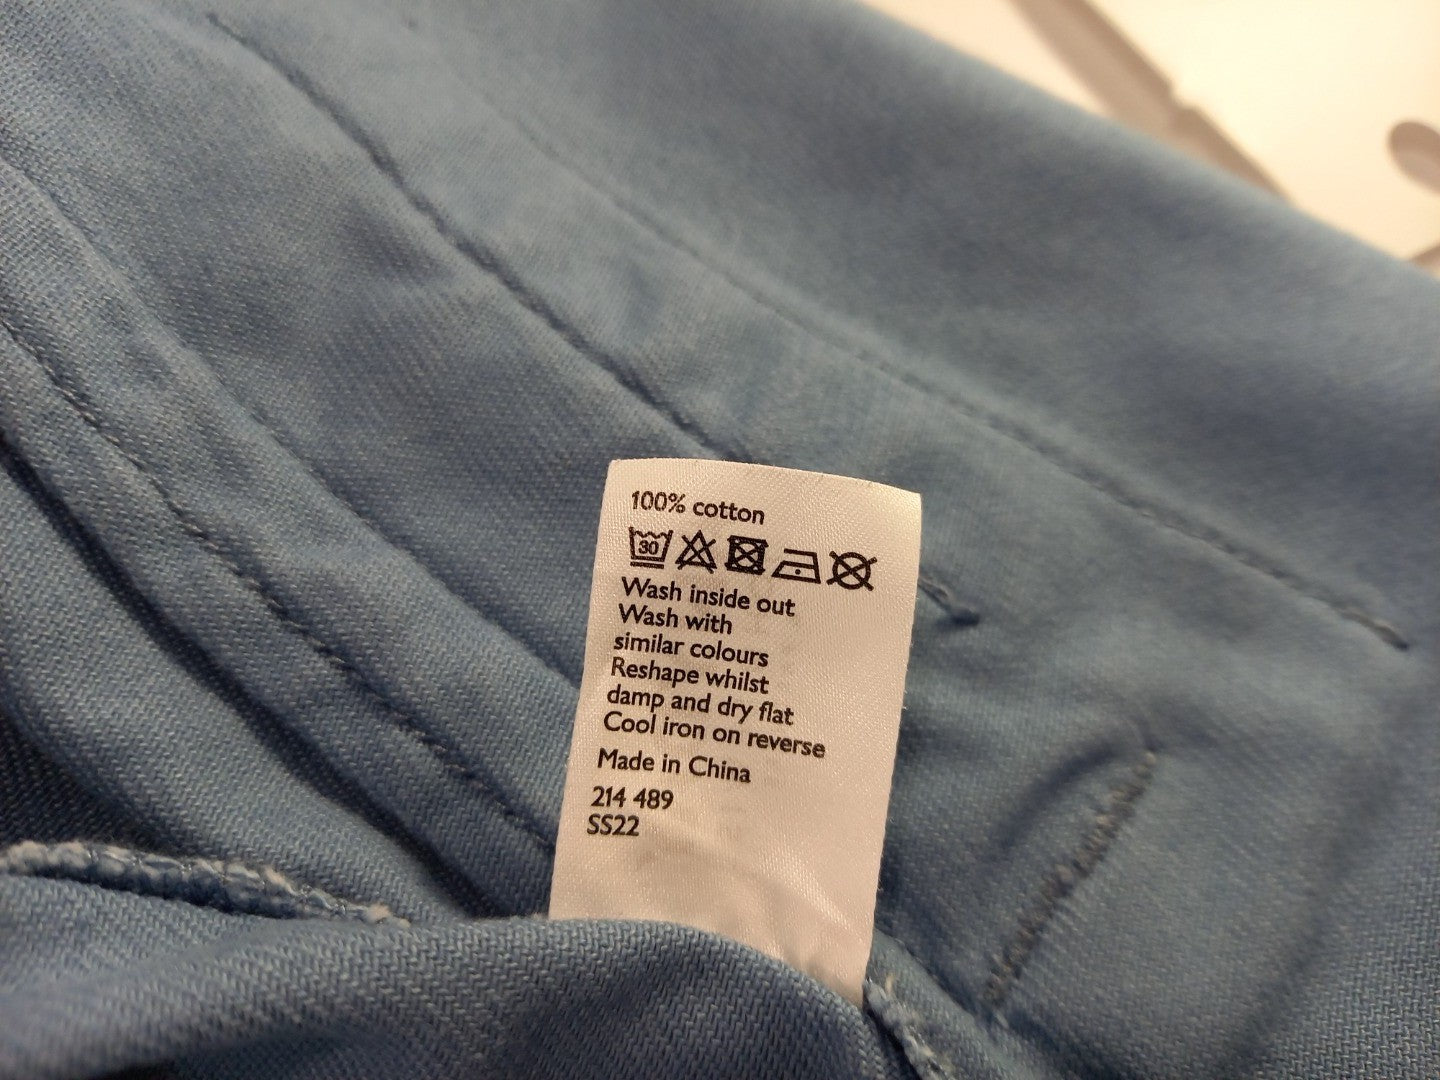 100% cotton
30
Wash inside out
Wash with
similar colours
Reshape whilst
damp and dry flat
Cool iron on reverse
Made in China
214 489
SS22